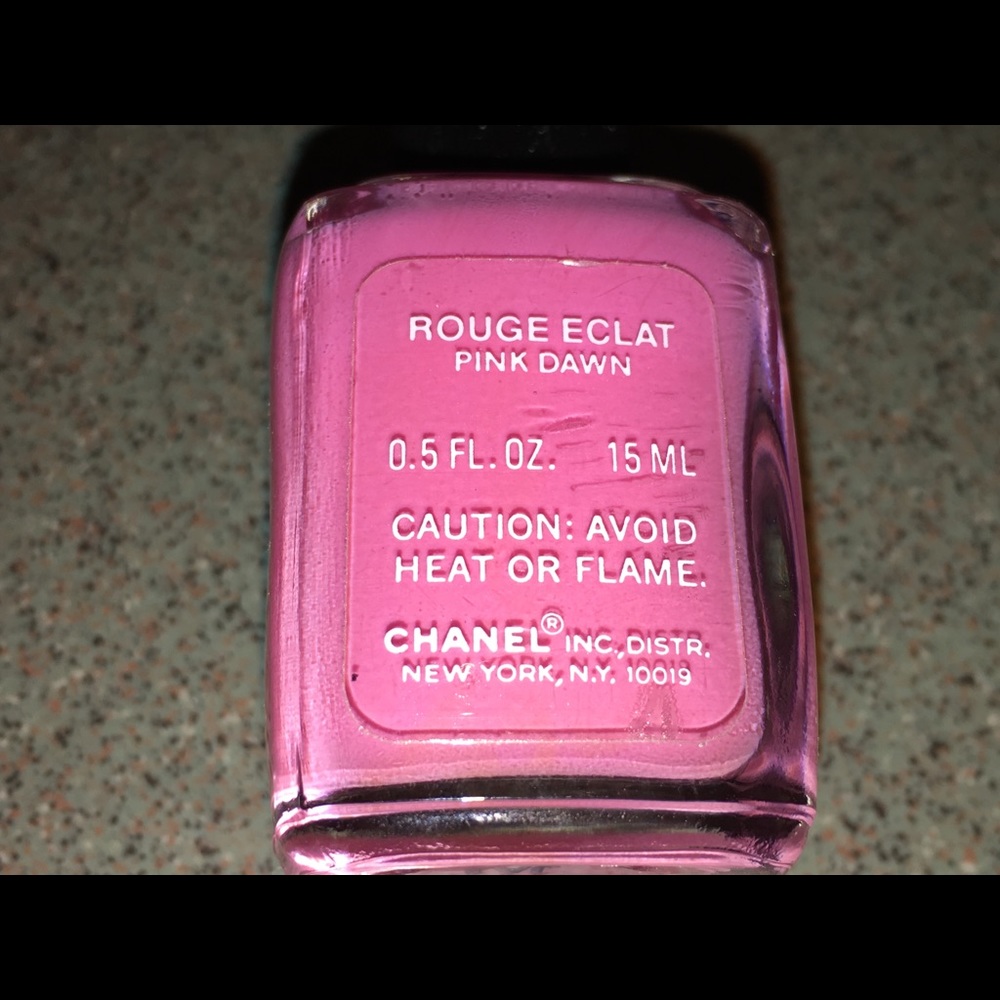 ROUGE ECLAT
PINK DAWN
0.5 FL. OZ. 15 ML
CAUTION: AVOID
HEAT OR FLAME.
CHANEL® INC., DISTR.
NEW YORK, N.Y. 10019